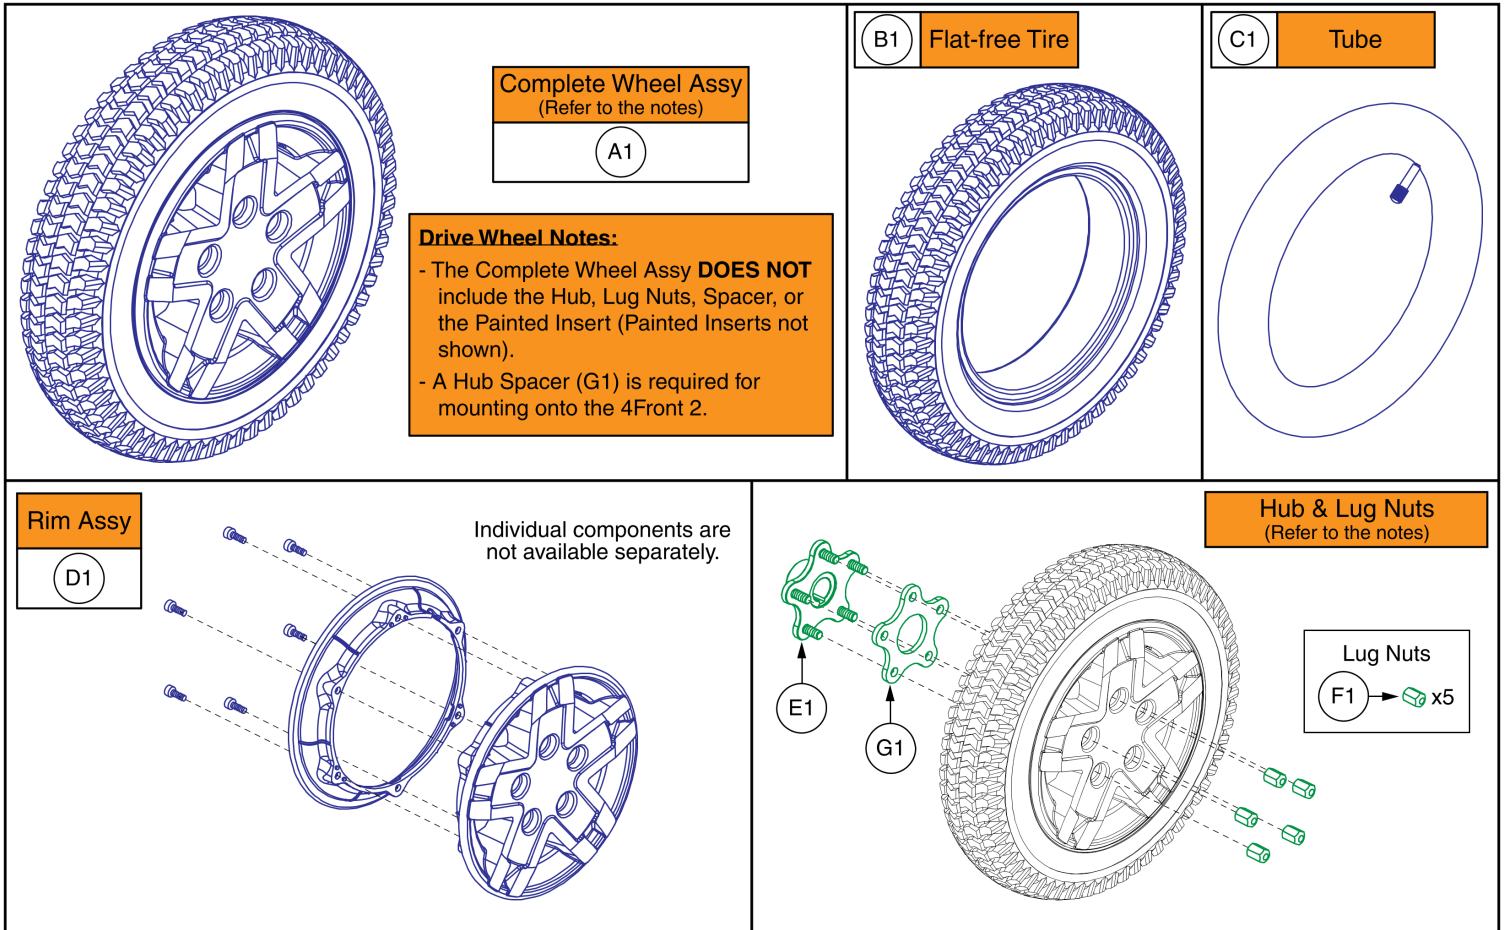 Complete Wheel Assy
(Refer to the notes)
A1
Drive Wheel Notes:
- The Complete Wheel Assy DOES NOT
include the Hub, Lug Nuts, Spacer, or
the Painted Insert (Painted Inserts not
shown).
- A Hub Spacer (G1) is required for
mounting onto the 4Front 2.
B1 Flat-free Tire
C1 Tube
Rim Assy
D1
Individual components are
not available separately.
Hub & Lug Nuts
(Refer to the notes)
E1
G1
Lug Nuts
F1 x5